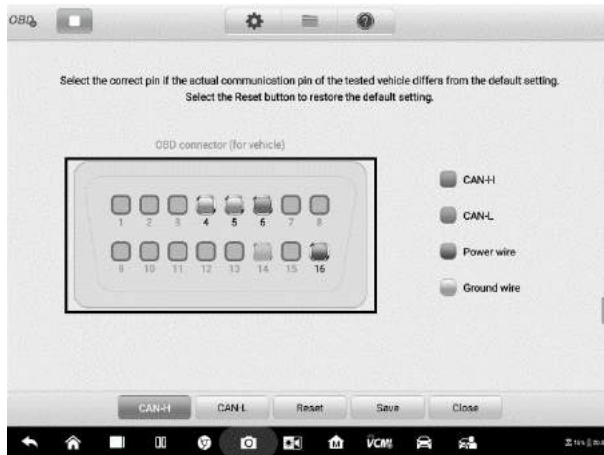 OBD
Select the correct pin if the actual communication pin of the tested vehicle differs from the default setting.
Select the Reset button to restore the default setting.
OBD connector (for vehicle)
1 2 3 4 5 6 7 8
9 10 11 12 13 14 15 16
CAN-H
CAN-L
Power wire
Ground wire
CAN-H CAN-L Reset Save Close
VCMI